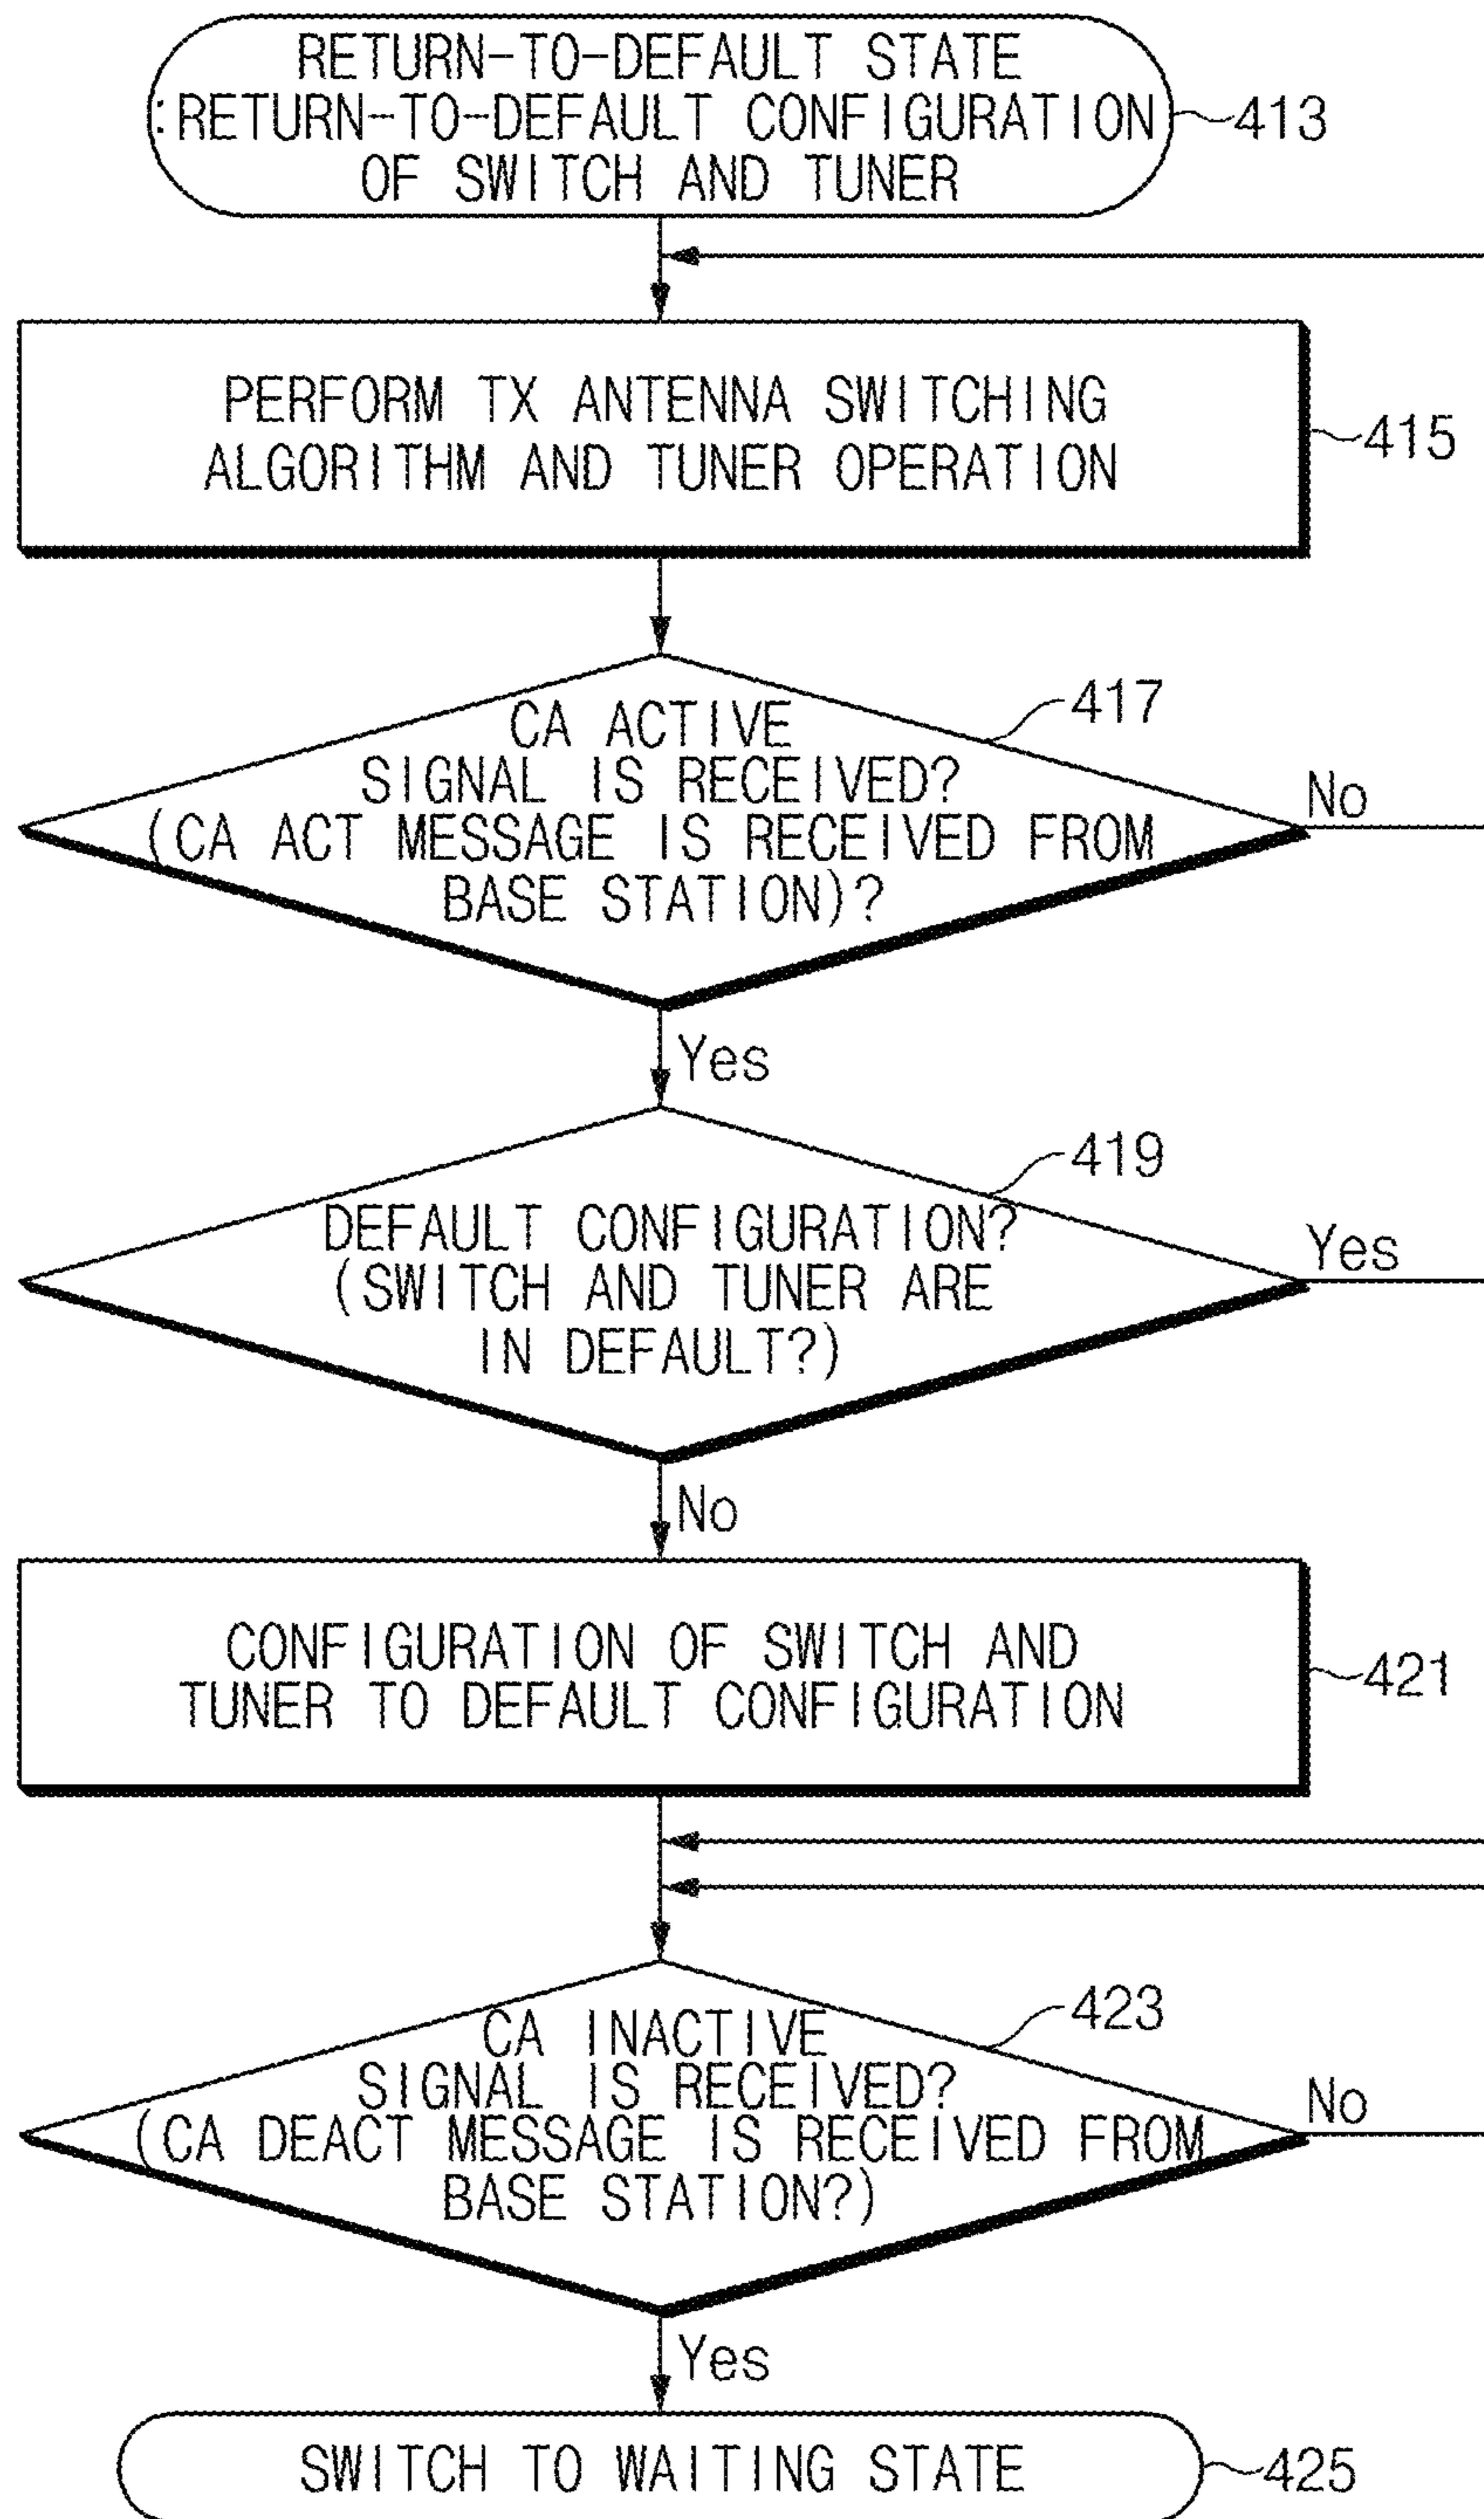 RETURN-TO-DEFAULT STATE
:RETURN-TO-DEFAULT CONFIGURATION
OF SWITCH AND TUNER
413
PERFORM TX ANTENNA SWITCHING
ALGORITHM AND TUNER OPERATION
415
417
CA ACTIVE
SIGNAL IS RECEIVED?
(CA ACT MESSAGE IS RECEIVED FROM
BASE STATION)?
No
Yes
419
DEFAULT CONFIGURATION?
(SWITCH AND TUNER ARE
IN DEFAULT?)
Yes
No
CONFIGURATION OF SWITCH AND
TUNER TO DEFAULT CONFIGURATION
421
423
CA INACTIVE
SIGNAL IS RECEIVED?
(CA DEACT MESSAGE IS RECEIVED FROM
BASE STATION?)
No
Yes
SWITCH TO WAITING STATE
425